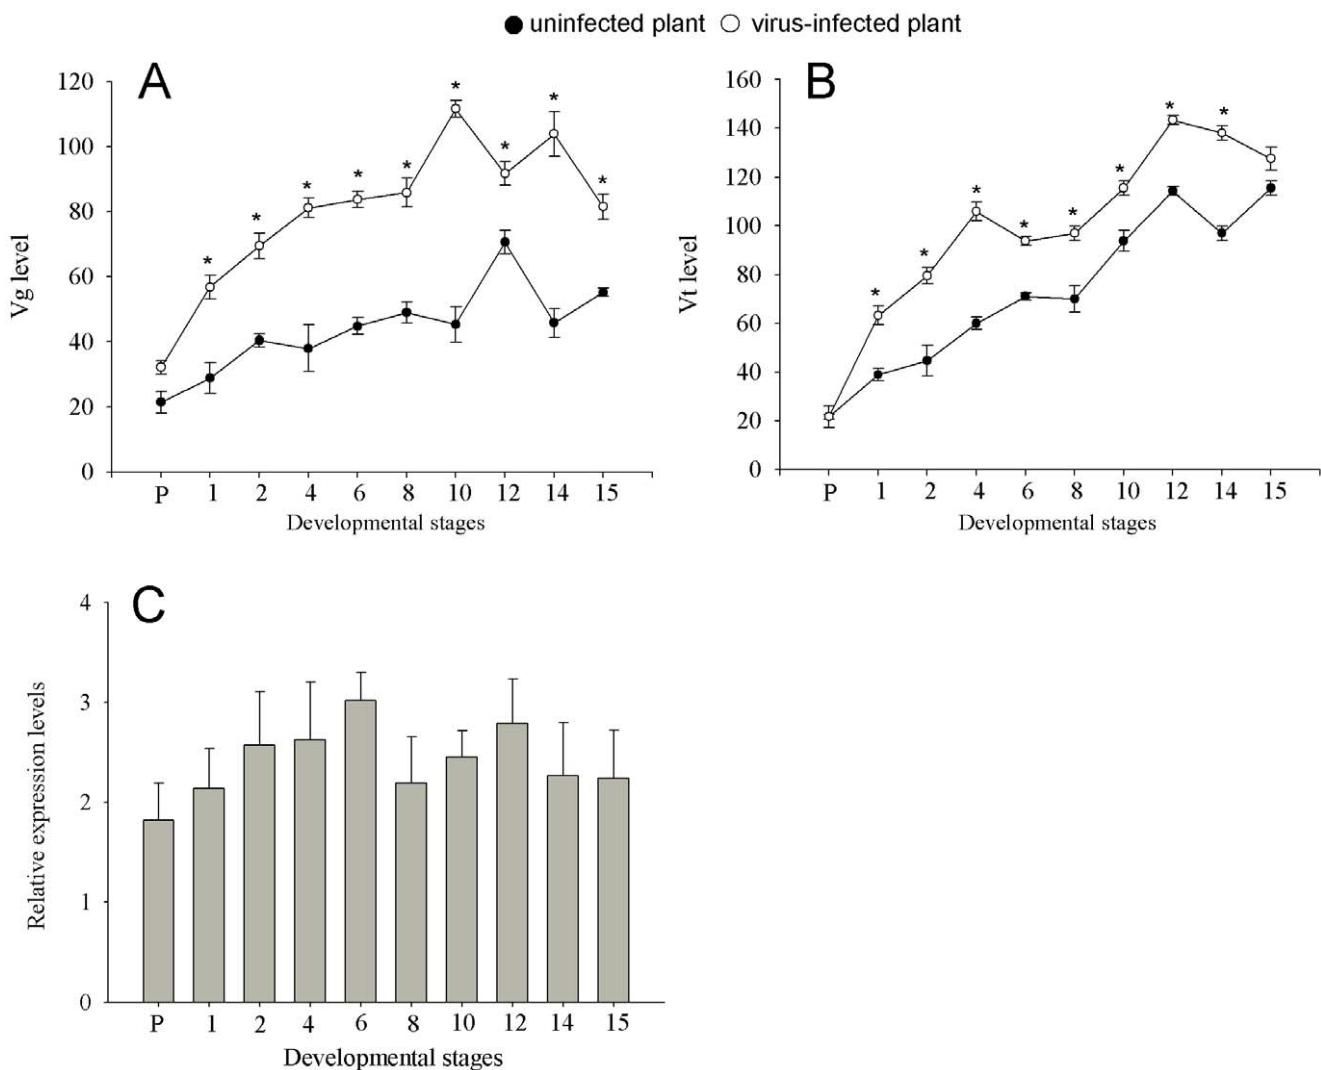 uninfected plant virus-infected plant
A
120
100
80
60
40
20
0
Vg level
* * * * * * * * *
P 1 2 4 6 8 10 12 14 15
Developmental stages
B
160
140
120
100
80
60
40
20
0
Vt level
* * * * * * * * *
P 1 2 4 6 8 10 12 14 15
Developmental stages
C
4
3
2
1
0
Relative expression levels
P 1 2 4 6 8 10 12 14 15
Developmental stages